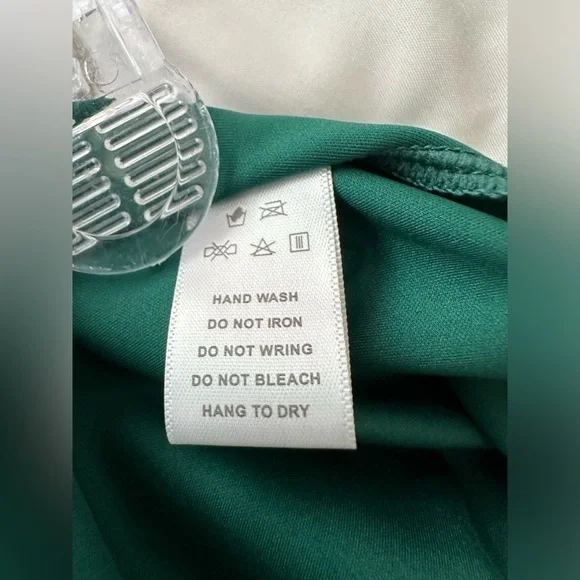 HAND WASH
DO NOT IRON
DO NOT WRING
DO NOT BLEACH
HANG TO DRY